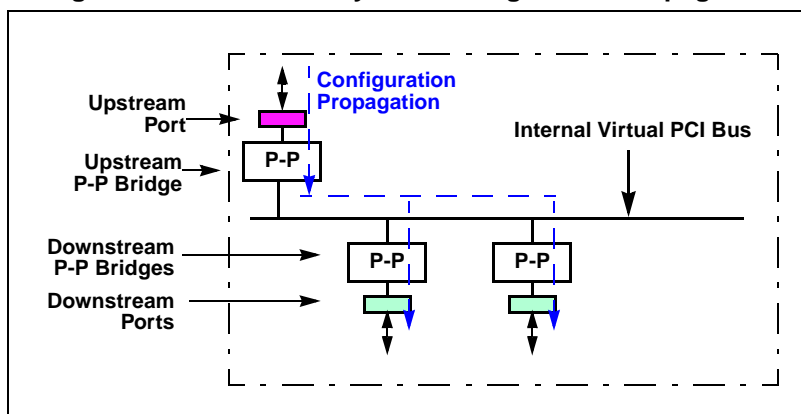 Configuration
Propagation
Upstream
Port
Internal Virtual PCI Bus
Upstream
P-P Bridge
P-P
Downstream
P-P Bridges
P-P
P-P
Downstream
Ports